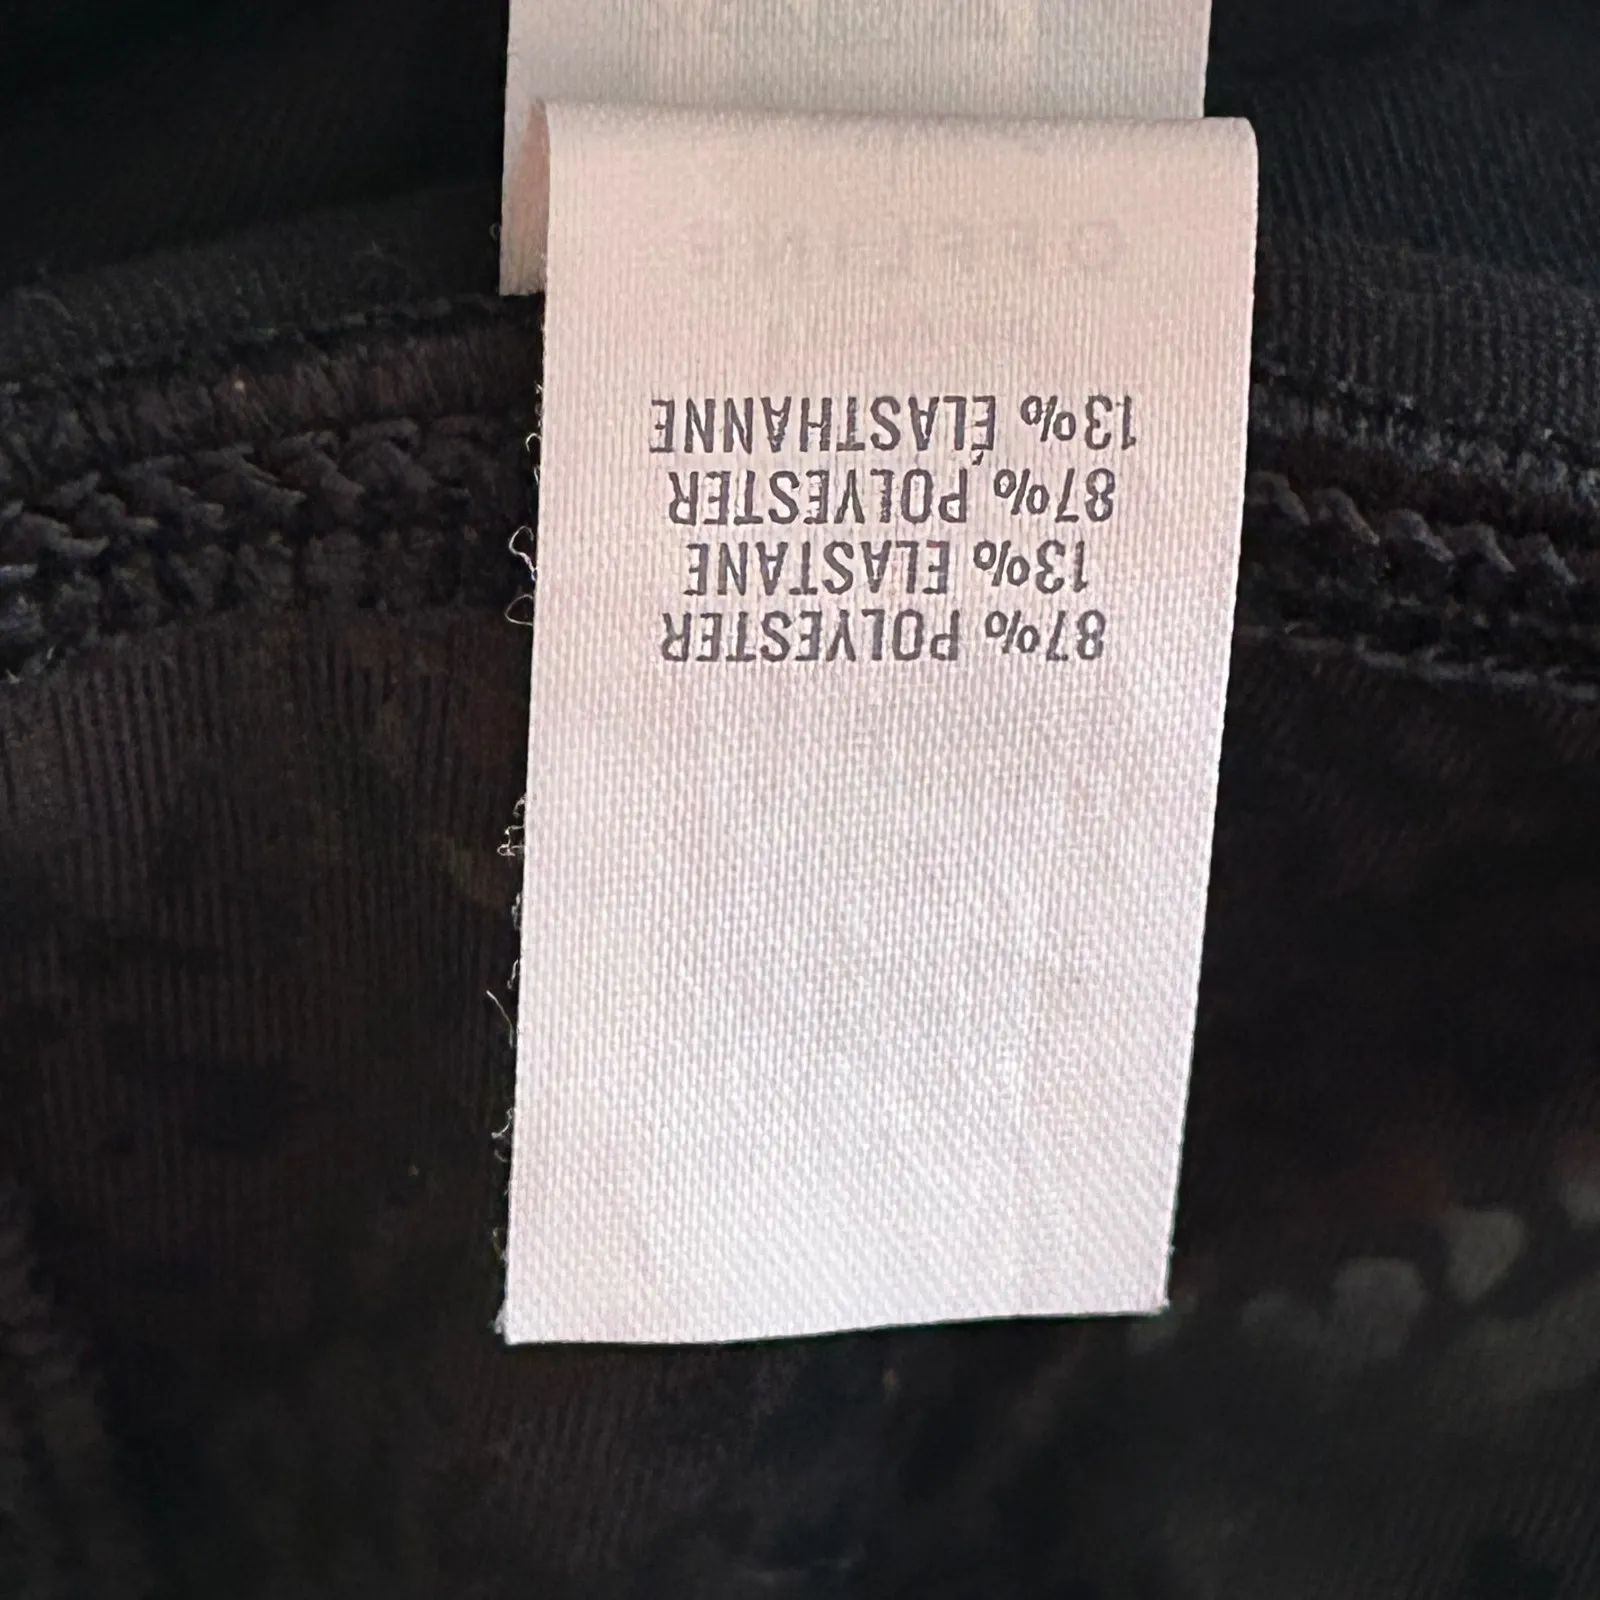 87% POLYESTER
13% ELASTANE
87% POLYESTER
13% ÉLASTHANNE